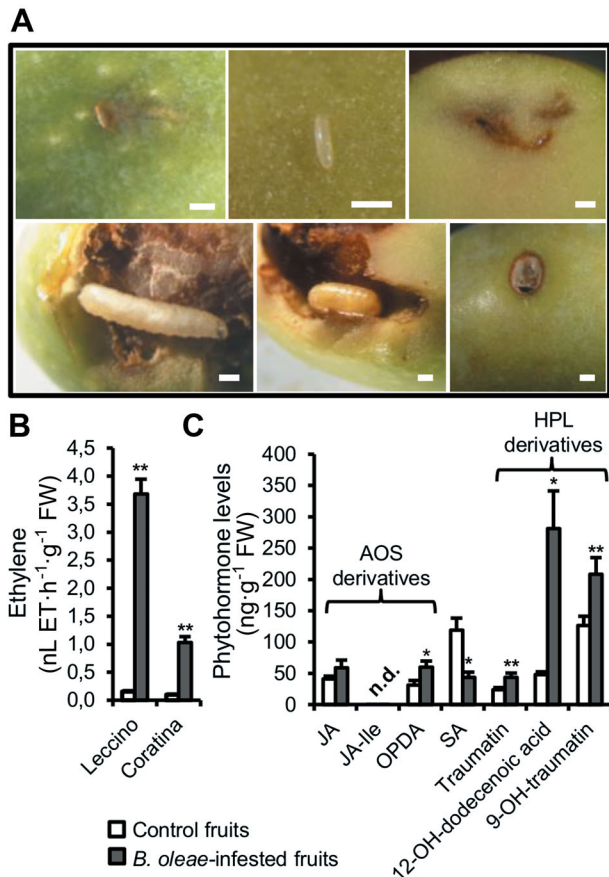 A
B
C
Ethylene
(nL ET·h⁻¹·g⁻¹ FW)
4,5
4,0
3,5
3,0
2,5
2,0
1,5
1,0
0,5
0,0
**
**
Leccino
Coratina
Phytohormone levels
(ng·g⁻¹ FW)
400
350
300
250
200
150
100
50
0
HPL
derivatives
AOS
derivatives
n.d.
*
*
**
*
**
JA
JA-Ile
OPDA
SA
Traumatin
12-OH-dodecenoic acid
9-OH-traumatin
Control fruits
B. oleae-infested fruits